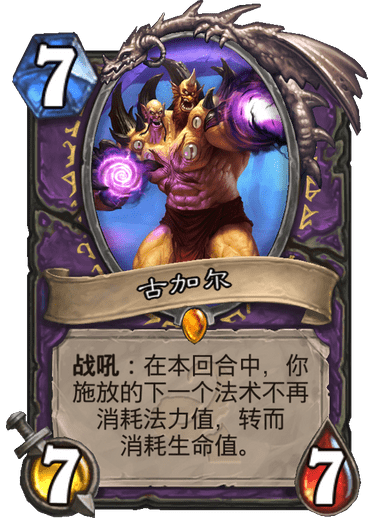 7
古加尔
战吼：在本回合中，你
施放的下一个法术不再
消耗法力值，转而
消耗生命值。
7
7